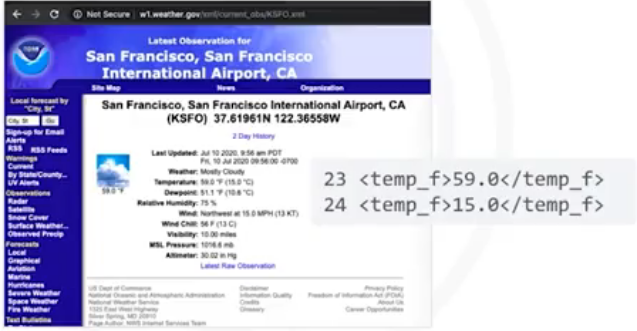 Not Secure | w1.weather.gov/xml/current_obs/KSFO.xml
Latest Observation for
San Francisco, San Francisco
International Airport, CA
Site Map News Organization
Local forecast by
"City, St"
City, St Go
Sign-up for Email
Alerts
RSS RSS Feeds
Warnings
Current
By State/County...
UV Alerts
Observations
Radar
Satellite
Snow Cover
Surface Weather...
Observed Precip
Forecasts
Local
Graphical
Aviation
Marine
Hurricanes
Severe Weather
Space Weather
Fire Weather
Text Bulletins
San Francisco, San Francisco International Airport, CA
(KSFO) 37.61961N 122.36558W
2 Day History
59.0 °F
Last Updated: Jul 10 2020, 9:56 am PDT
Fri, 10 Jul 2020 09:56:00 -0700
Weather: Mostly Cloudy
Temperature: 59.0 °F (15.0 °C)
Dewpoint: 51.1 °F (10.6 °C)
Relative Humidity: 75 %
Wind: Northwest at 15.0 MPH (13 KT)
Wind Chill: 56 F (13 C)
Visibility: 10.00 miles
MSL Pressure: 1016.6 mb
Altimeter: 30.02 in Hg
Latest Raw Observation
US Dept of Commerce
National Oceanic and Atmospheric Administration
National Weather Service
1325 East West Highway
Silver Spring, MD 20910
Page Author: NWS Internet Services Team
Disclaimer
Information Quality
Credits
Glossary
Privacy Policy
Freedom of Information Act (FOIA)
About Us
Career Opportunities
23 <temp_f>59.0</temp_f>
24 <temp_f>15.0</temp_f>